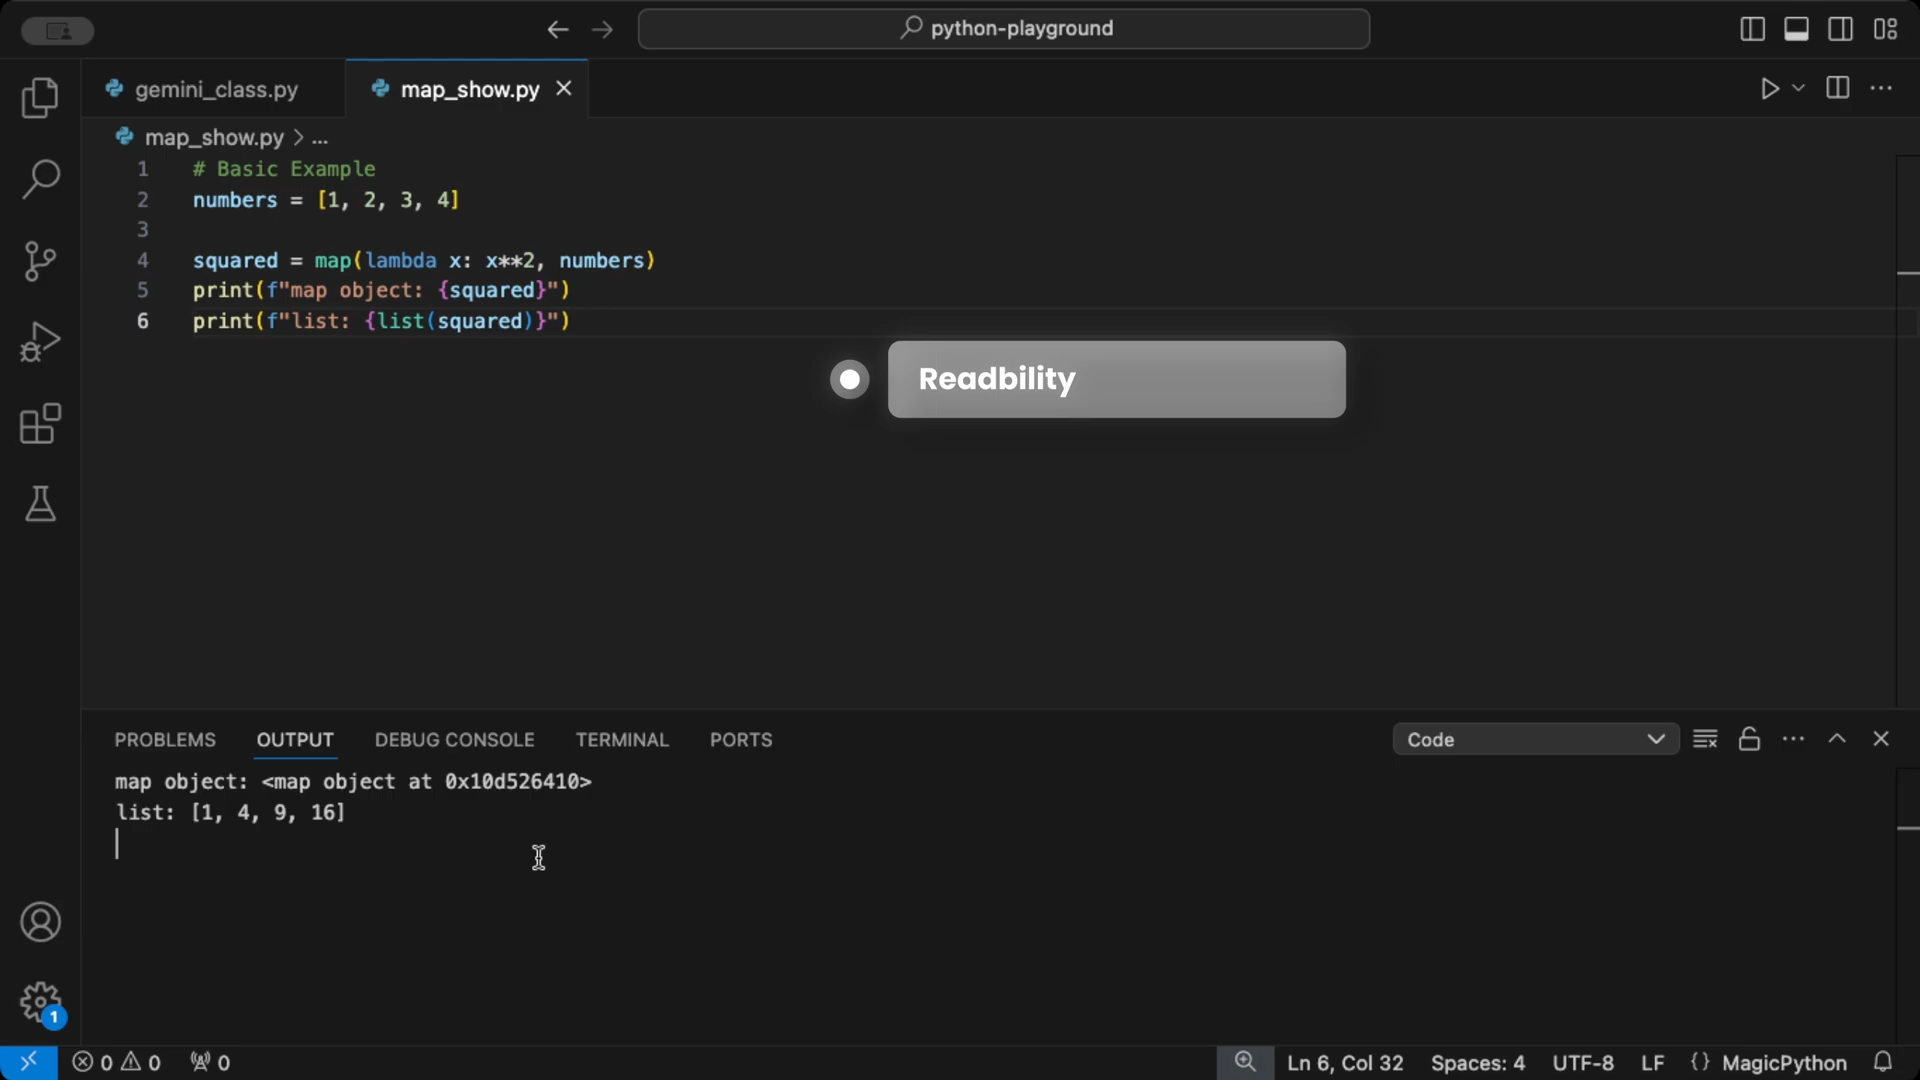 python-playground
gemini_class.py
map_show.py
map_show.py > ...
1 # Basic Example
2 numbers = [1, 2, 3, 4]
3
4 squared = map(lambda x: x**2, numbers)
5 print(f"map object: {squared}")
6 print(f"list: {list(squared)}")
Readbility
PROBLEMS OUTPUT DEBUG CONSOLE TERMINAL PORTS
Code
map object: <map object at 0x10d526410>
list: [1, 4, 9, 16]
1
0 0 0
Ln 6, Col 32 Spaces: 4 UTF-8 LF {} MagicPython